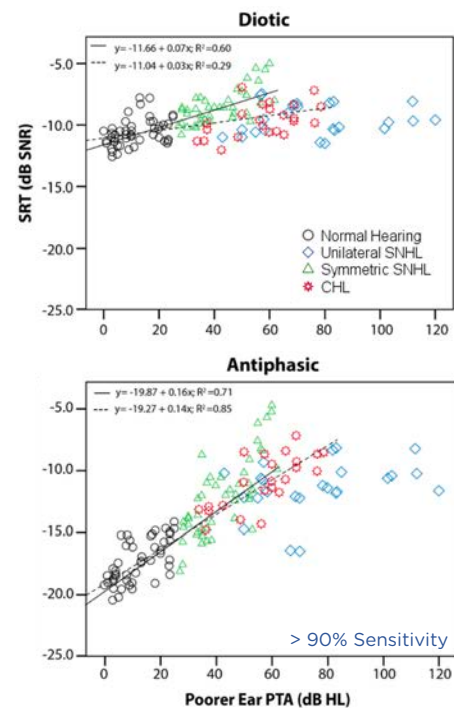 Diotic
y= -11.66 + 0.07x; R²=0.60
y= -11.04 + 0.03x; R²=0.29
-5.0
-10.0
-15.0
-20.0
-25.0
SRT (dB SNR)
Normal Hearing
Unilateral SNHL
Symmetric SNHL
CHL
0 20 40 60 80 100 120
Antiphasic
y= -19.87 + 0.16x; R²=0.71
y= -19.27 + 0.14x; R²=0.85
-5.0
-10.0
-15.0
-20.0
-25.0
> 90% Sensitivity
0 20 40 60 80 100 120
Poorer Ear PTA (dB HL)